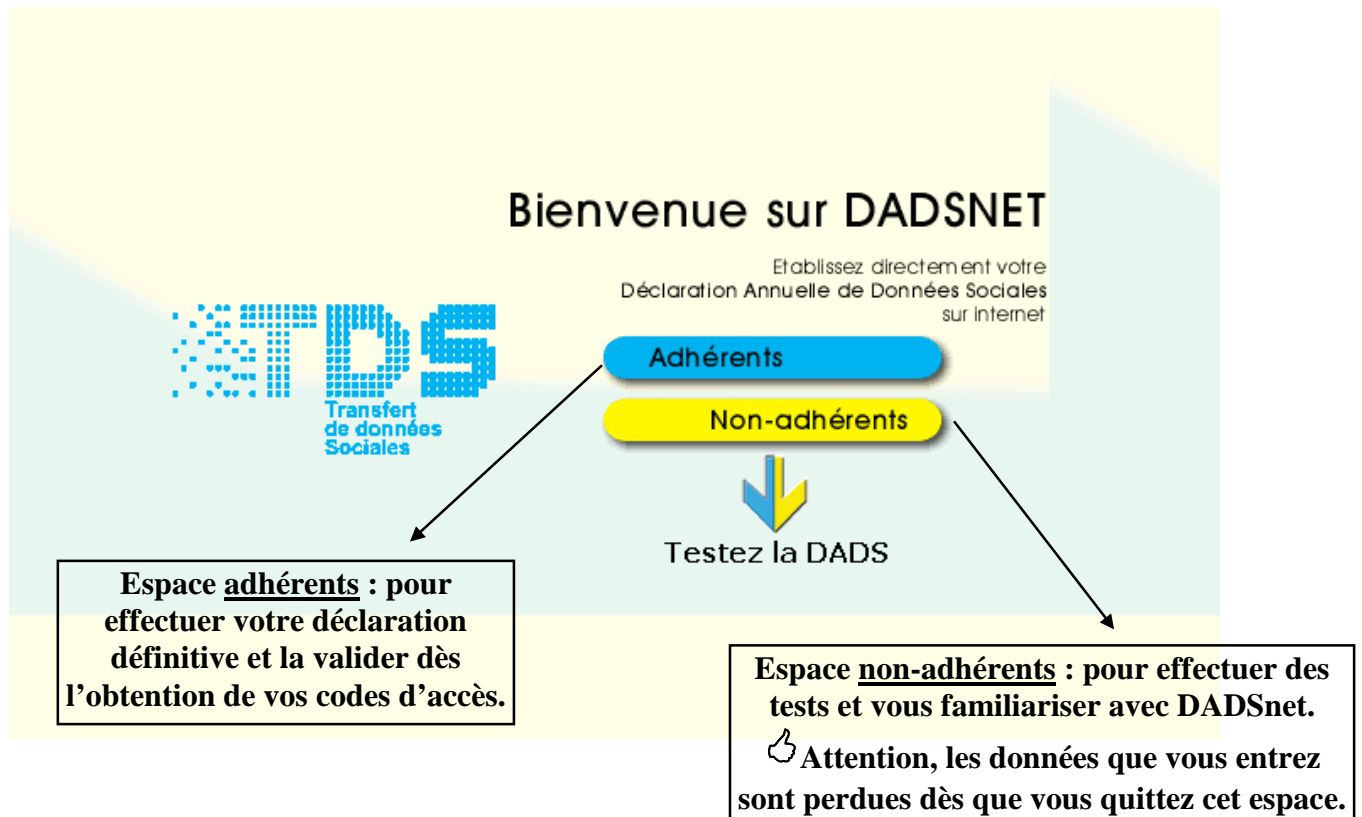 Bienvenue sur DADSNET
Etablissez directement votre
Déclaration Annuelle de Données Sociales
sur internet
TDS
Transfert
de données
Sociales
Adhérents
Non-adhérents
Testez la DADS
Espace adhérents : pour
effectuer votre déclaration
définitive et la valider dès
l’obtention de vos codes d’accès.
Espace non-adhérents : pour effectuer des
tests et vous familiariser avec DADSnet.
Attention, les données que vous entrez
sont perdues dès que vous quittez cet espace.